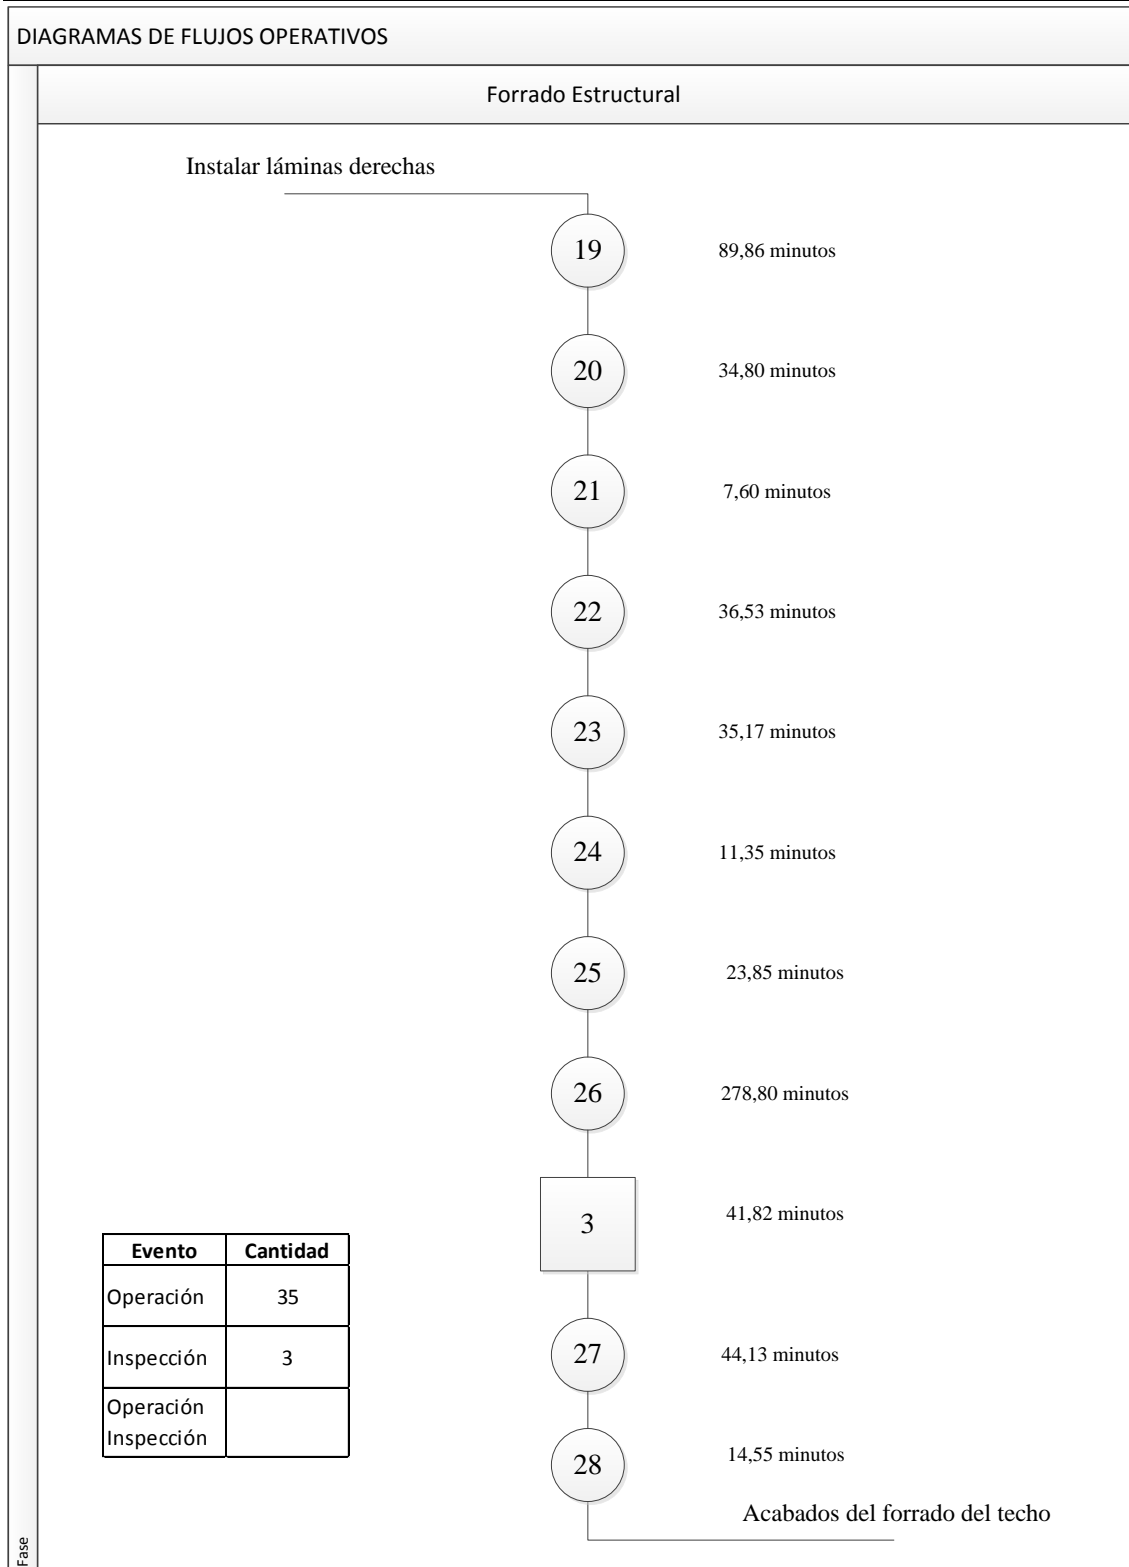 DIAGRAMAS DE FLUJOS OPERATIVOS
Forrado Estructural
Instalar láminas derechas
19
89,86 minutos
20
34,80 minutos
21
7,60 minutos
22
36,53 minutos
23
35,17 minutos
24
11,35 minutos
25
23,85 minutos
26
278,80 minutos
3
41,82 minutos
Evento Cantidad
Operación 35
Inspección 3
Operación
Inspección
27
44,13 minutos
28
14,55 minutos
Acabados del forrado del techo
Fase